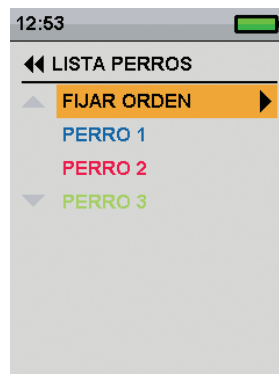 12:53
LISTA PERROS
FIJAR ORDEN
PERRO 1
PERRO 2
PERRO 3